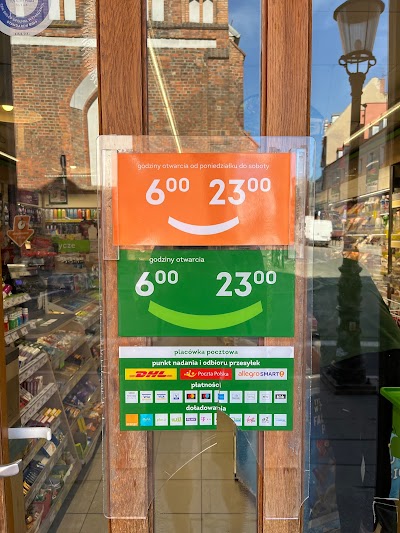 godziny otwarcia od poniedziałku do soboty
6⁰⁰ 23⁰⁰
godziny otwarcia
6⁰⁰ 23⁰⁰
placówka pocztowa
punkt nadania i odbioru przesyłek
DHL Poczta Polska allegro SMART!
płatności
doładowania